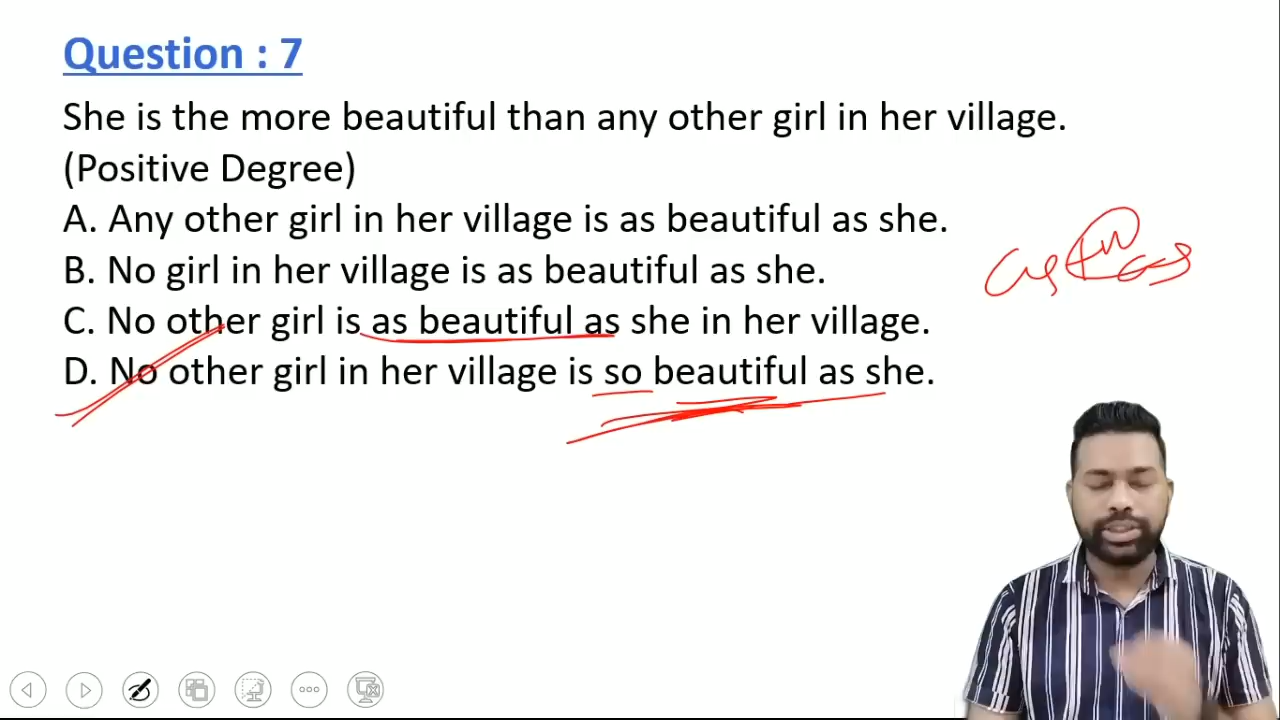 Question : 7
She is the more beautiful than any other girl in her village.
(Positive Degree)
A. Any other girl in her village is as beautiful as she.
B. No girl in her village is as beautiful as she.
C. No other girl is as beautiful as she in her village.
D. No other girl in her village is so beautiful as she.